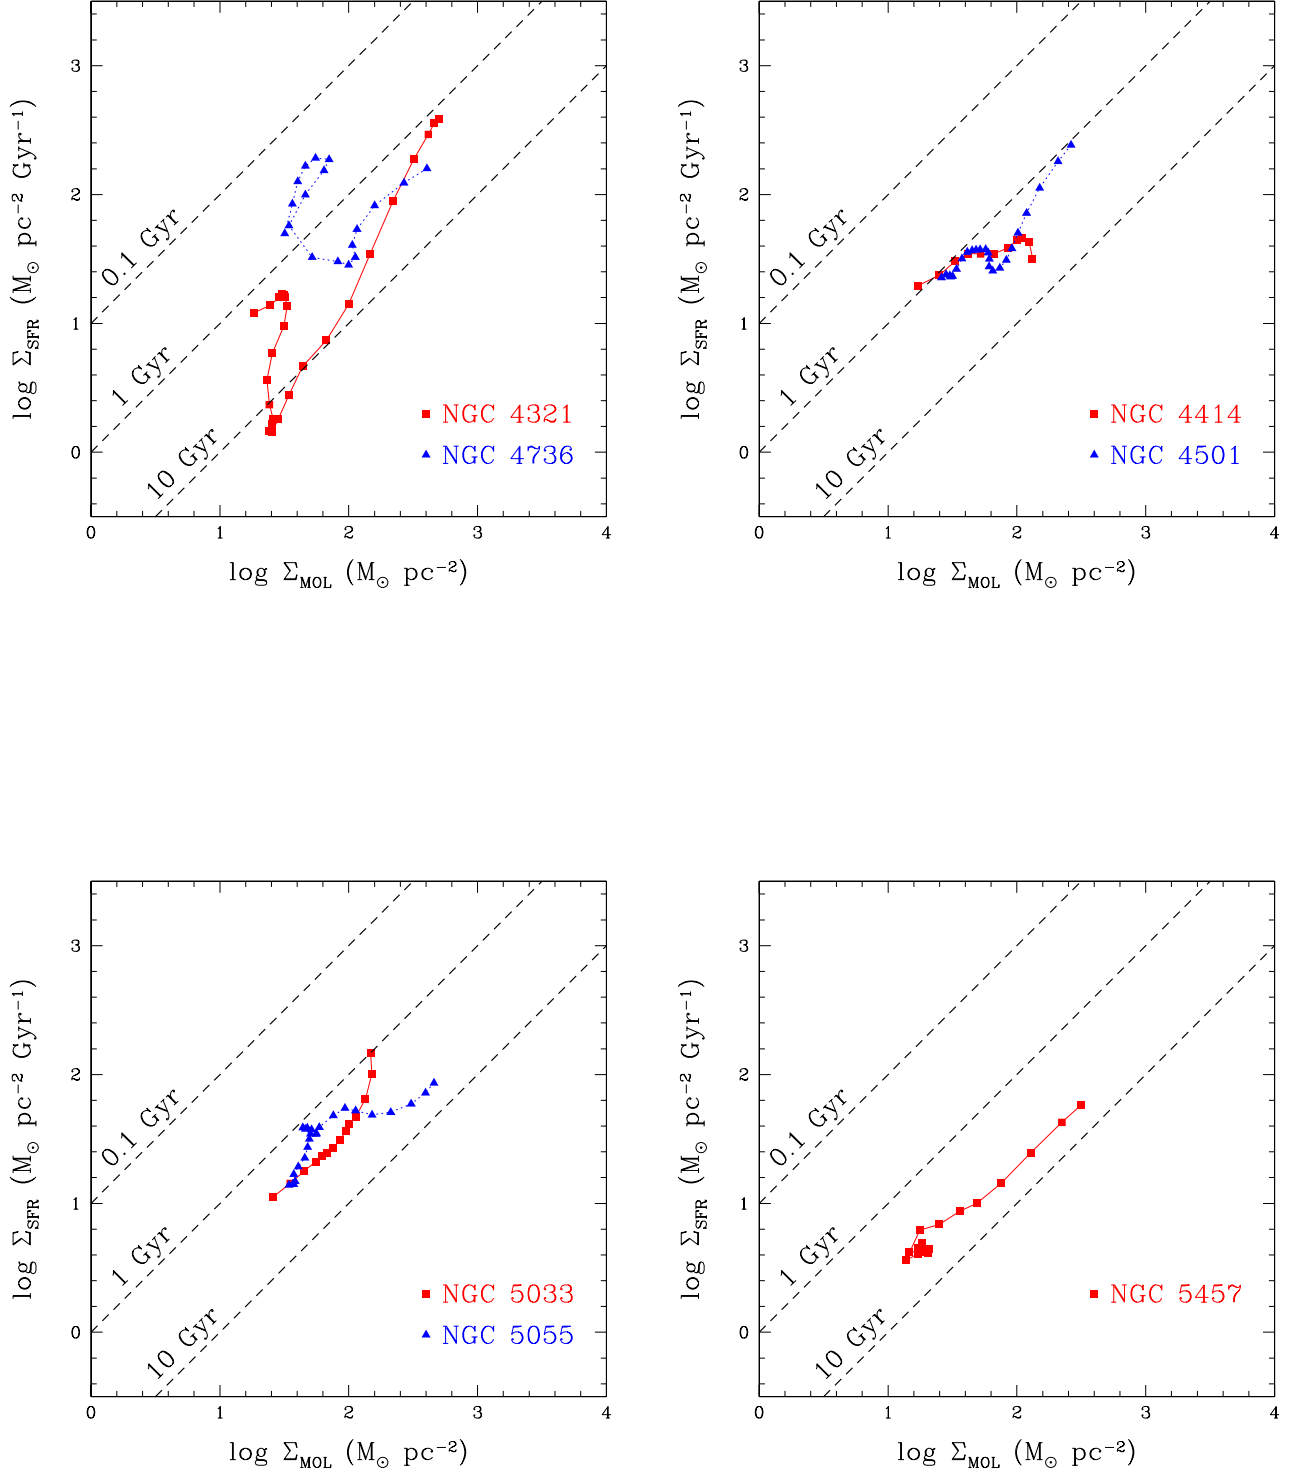 3
2
1
0
log Σ_SFR (M_⊙ pc⁻² Gyr⁻¹)
0.1 Gyr
1 Gyr
10 Gyr
NGC 4321
NGC 4736
0 1 2 3 4
log Σ_MOL (M_⊙ pc⁻²)
3
2
1
0
log Σ_SFR (M_⊙ pc⁻² Gyr⁻¹)
0.1 Gyr
1 Gyr
10 Gyr
NGC 4414
NGC 4501
0 1 2 3 4
log Σ_MOL (M_⊙ pc⁻²)
3
2
1
0
log Σ_SFR (M_⊙ pc⁻² Gyr⁻¹)
0.1 Gyr
1 Gyr
10 Gyr
NGC 5033
NGC 5055
0 1 2 3 4
log Σ_MOL (M_⊙ pc⁻²)
3
2
1
0
log Σ_SFR (M_⊙ pc⁻² Gyr⁻¹)
0.1 Gyr
1 Gyr
10 Gyr
NGC 5457
0 1 2 3 4
log Σ_MOL (M_⊙ pc⁻²)